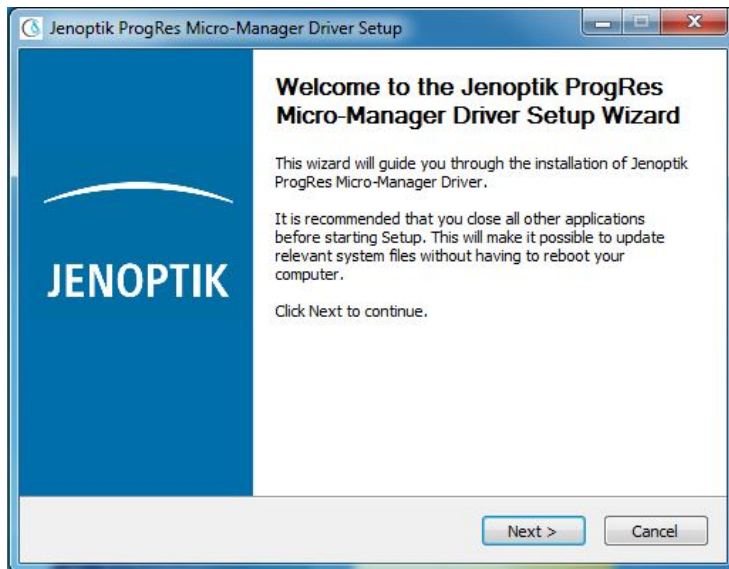 Jenoptik ProgRes Micro-Manager Driver Setup
Welcome to the Jenoptik ProgRes
Micro-Manager Driver Setup Wizard
This wizard will guide you through the installation of Jenoptik
ProgRes Micro-Manager Driver.
It is recommended that you close all other applications
before starting Setup. This will make it possible to update
relevant system files without having to reboot your
computer.
Click Next to continue.
JENOPTIK
Next >
Cancel